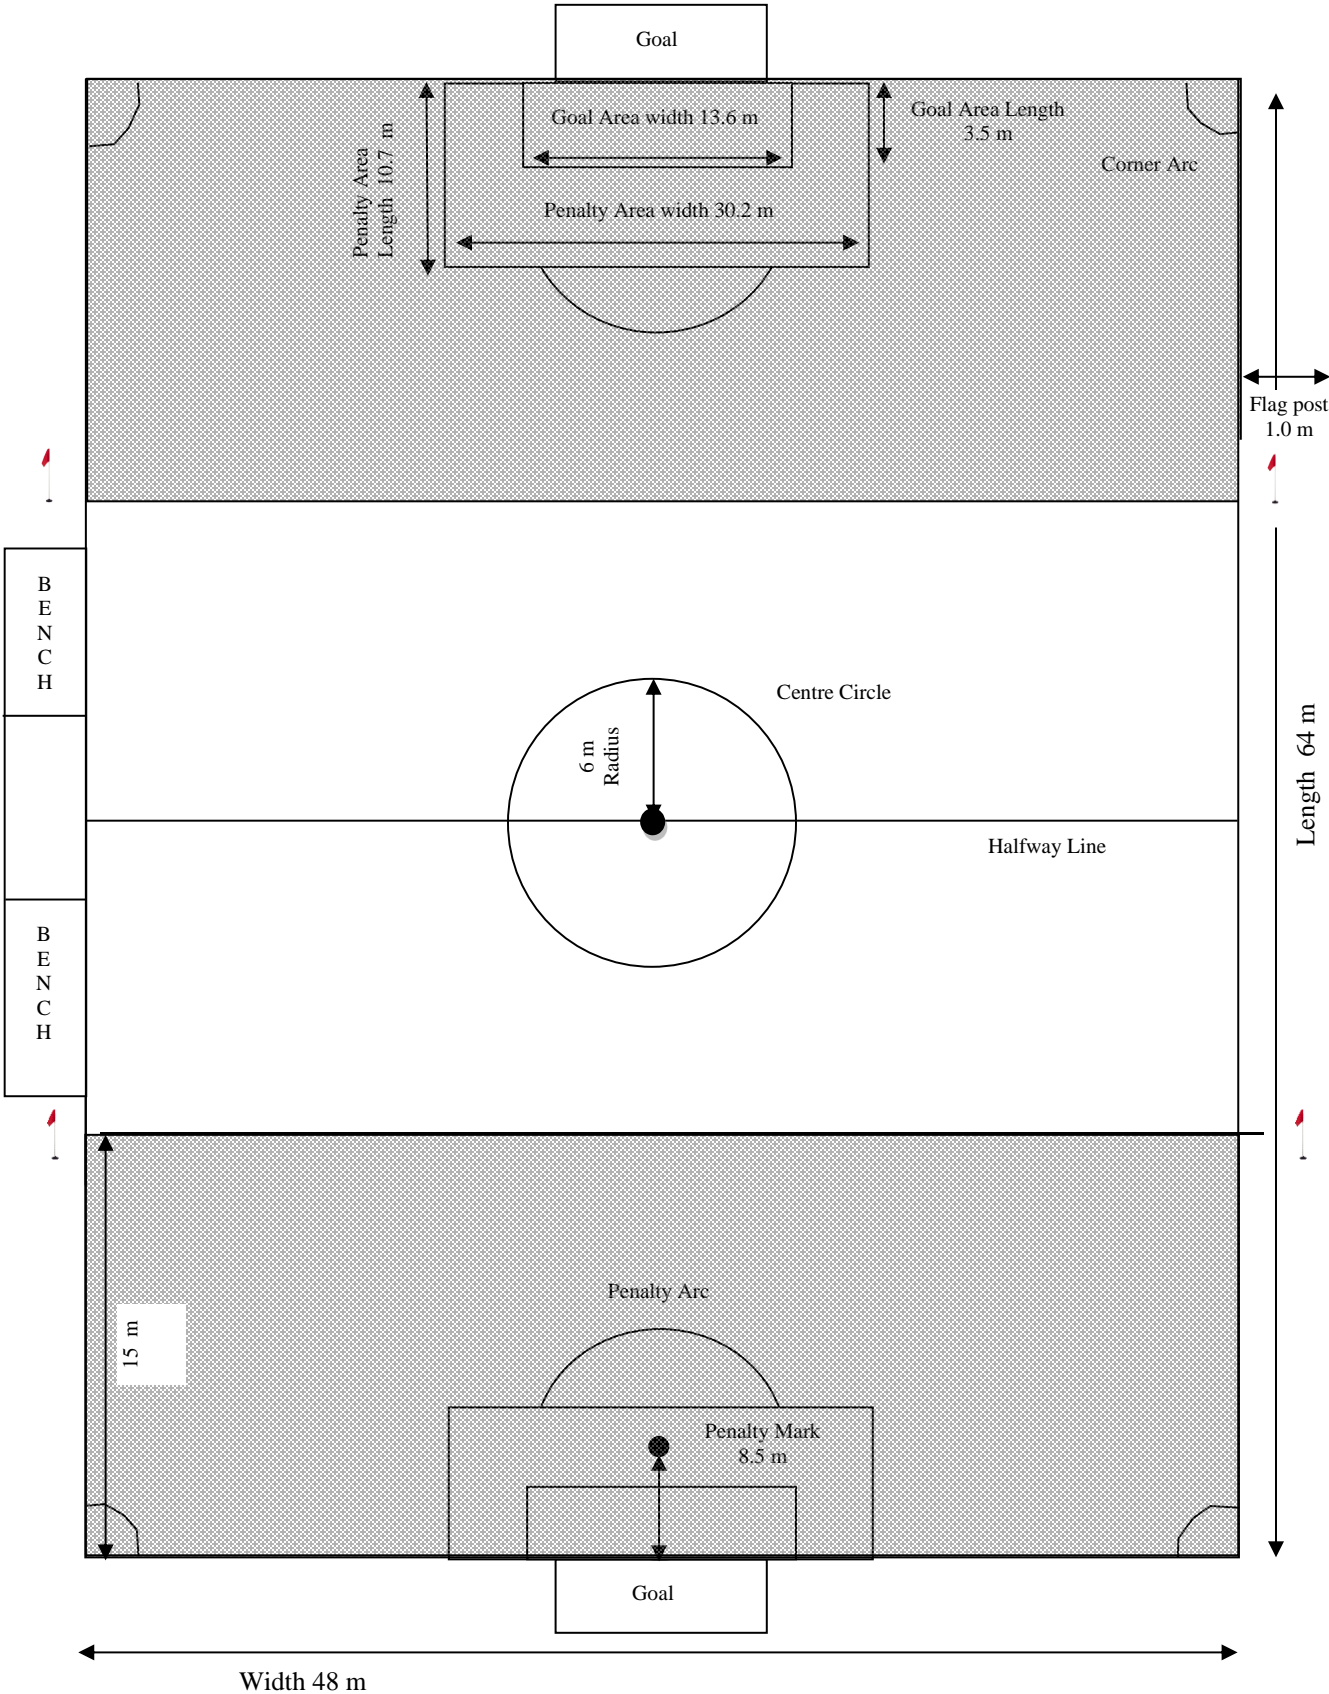 Goal
Goal Area width 13.6 m
Goal Area Length
3.5 m
Penalty Area
Length 10.7 m
Corner Arc
Penalty Area width 30.2 m
Flag post
1.0 m
B
E
N
C
H
Centre Circle
6 m
Radius
Length 64 m
Halfway Line
B
E
N
C
H
Penalty Arc
15 m
Penalty Mark
8.5 m
Goal
Width 48 m